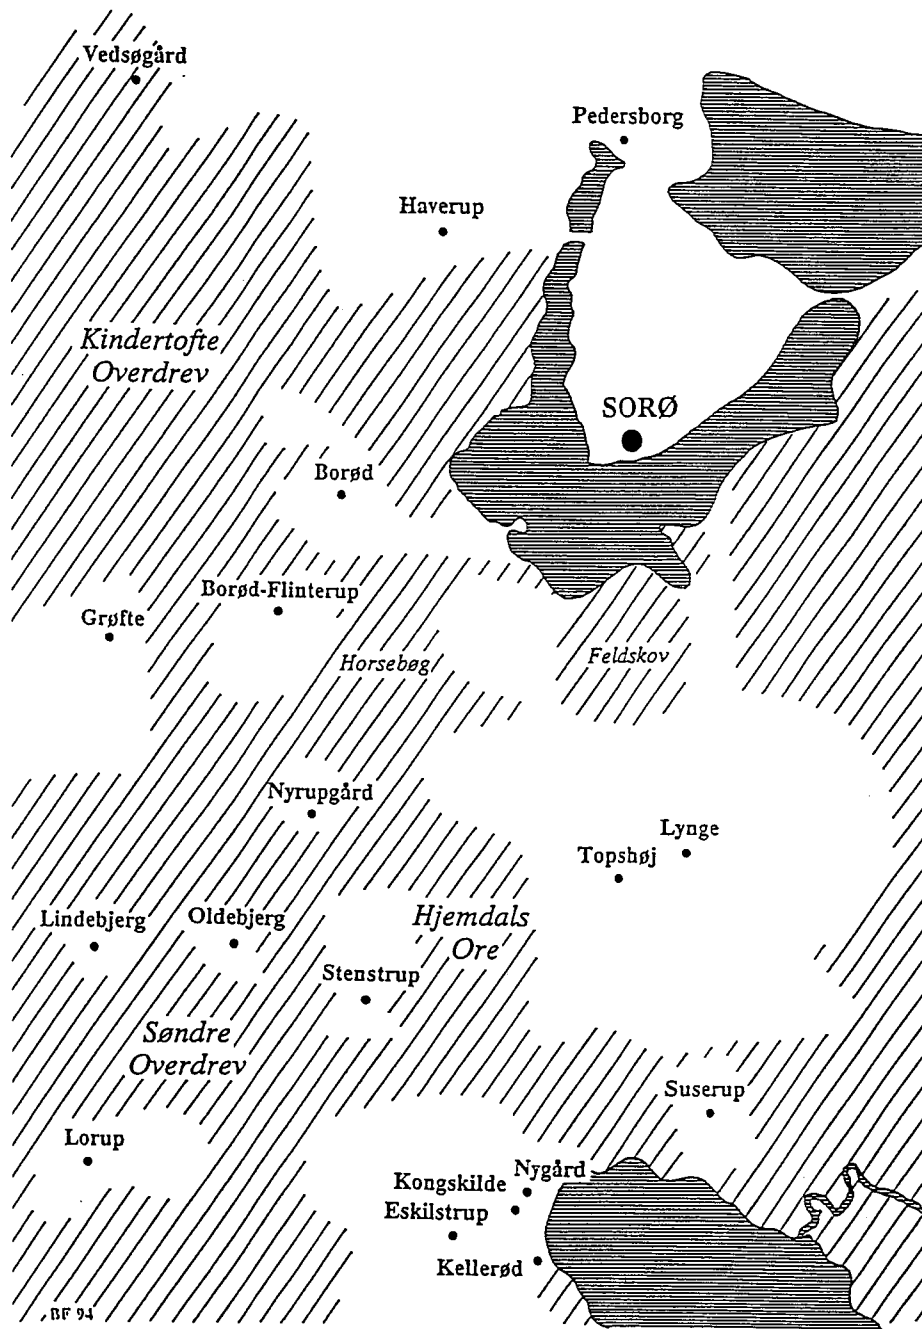 Vedsøgård
Pedersborg
Haverup
Kindertofte
Overdrev
SORØ
Borød
Borød-Flinterup
Grøfte
Horsebøg
Feldskov
Nyrupgård
Lynge
Topshøj
Lindebjerg
Oldebjerg
Hjemdals
Ore
Stenstrup
Søndre
Overdrev
Suserup
Lorup
Nygård
Kongskilde
Eskilstrup
Kellerød
BF 94